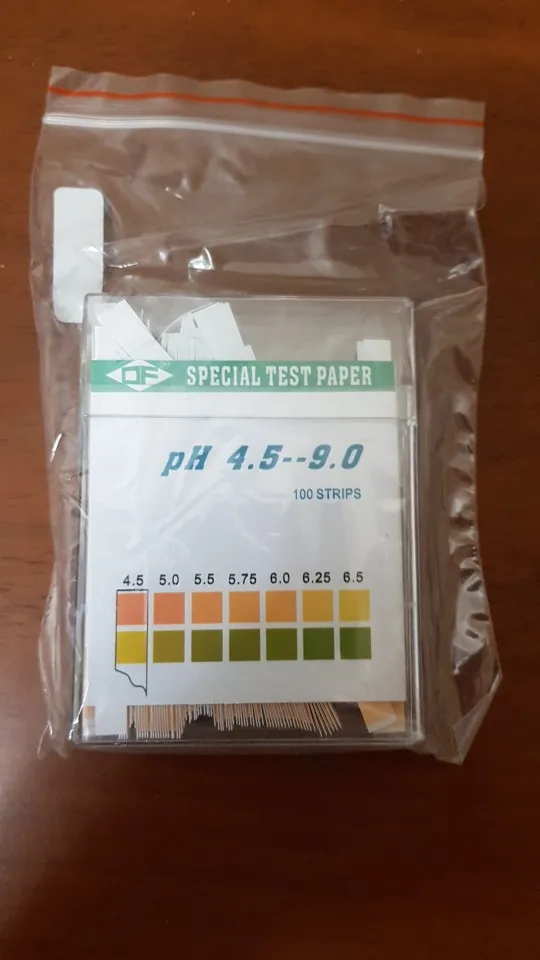 DF SPECIAL TEST PAPER
pH 4.5--9.0
100 STRIPS
4.5 5.0 5.5 5.75 6.0 6.25 6.5